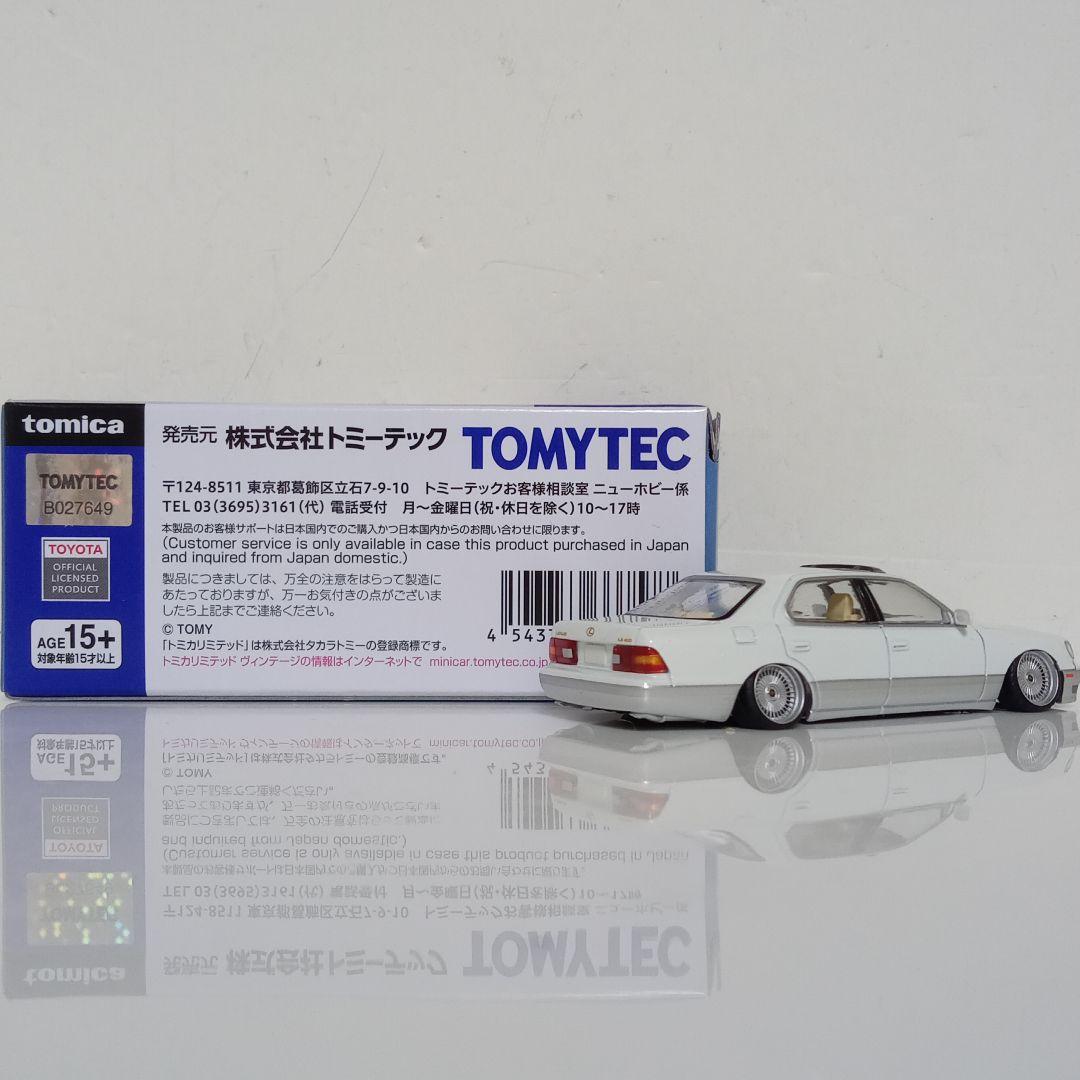 tomica
TOMYTEC
B027649
TOYOTA
OFFICIAL
LICENSED
PRODUCT
AGE 15+
対象年齢15才以上
発売元 株式会社トミーテック TOMYTEC
〒124-8511 東京都葛飾区立石7-9-10 トミーテックお客様相談室 ニューホビー係
TEL 03(3695)3161(代) 電話受付 月~金曜日(祝・休日を除く)10~17時
本製品のお客様サポートは日本国内でのご購入かつ日本国内からのお問い合わせに限ります。
(Customer service is only available in case this product purchased in Japan
and inquired from Japan domestic.)
製品につきましては、万全の注意をはらって製造に
あたっておりますが、万一お気付きの点がございま
したら上記までご連絡ください。
© TOMY
「トミカリミテッド」は株式会社タカラトミーの登録商標です。
トミカリミテッド ヴィンテージの情報はインターネットで minicar.tomytec.co.jp
4 543